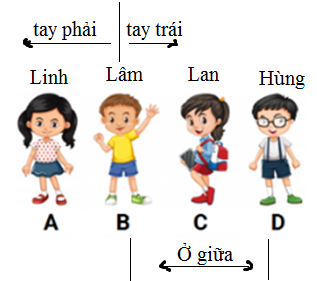 tay phải tay trái
Linh Lâm Lan Hùng
A B C D
Ở giữa